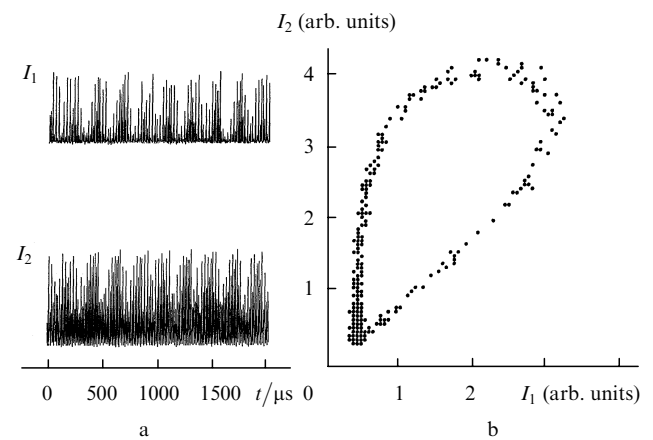 I₂ (arb. units)
I₁
4
3
I₂
2
1
0 500 1000 1500 t/μs 0 1 2 I₁ (arb. units)
a b